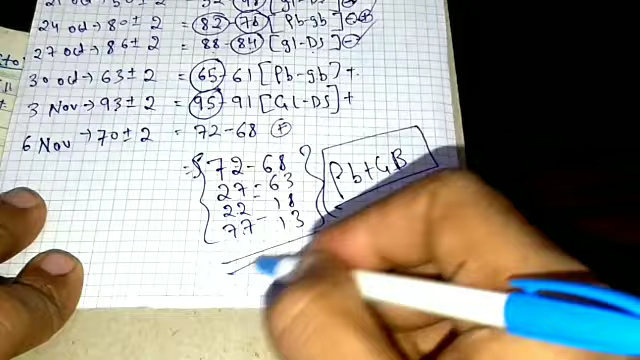 24 Oct → 80 ± 2 = 82 - 78 [Pb-gb]
27 Oct → 86 ± 2 = 88 - 84 [gl-DS]
30 Oct → 63 ± 2 = 65 - 61 [Pb-gb] +
3 Nov → 93 ± 2 = 95 - 91 [GL-DS] +
6 Nov → 70 ± 2 = 72 - 68 +
72 - 68
27 = 63
22 - 18
77 - 13
Pb+GB